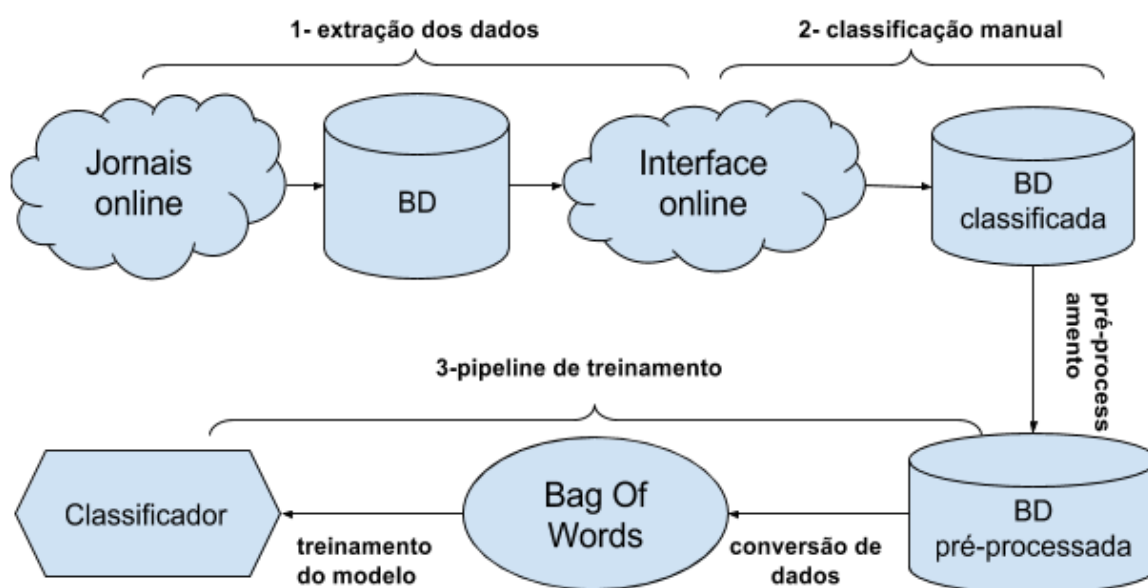 1- extração dos dados
2- classificação manual
Jornais
online
BD
Interface
online
BD
classificada
pré-process
amento
3-pipeline de treinamento
Classificador
treinamento
do modelo
Bag Of
Words
conversão de
dados
BD
pré-processada